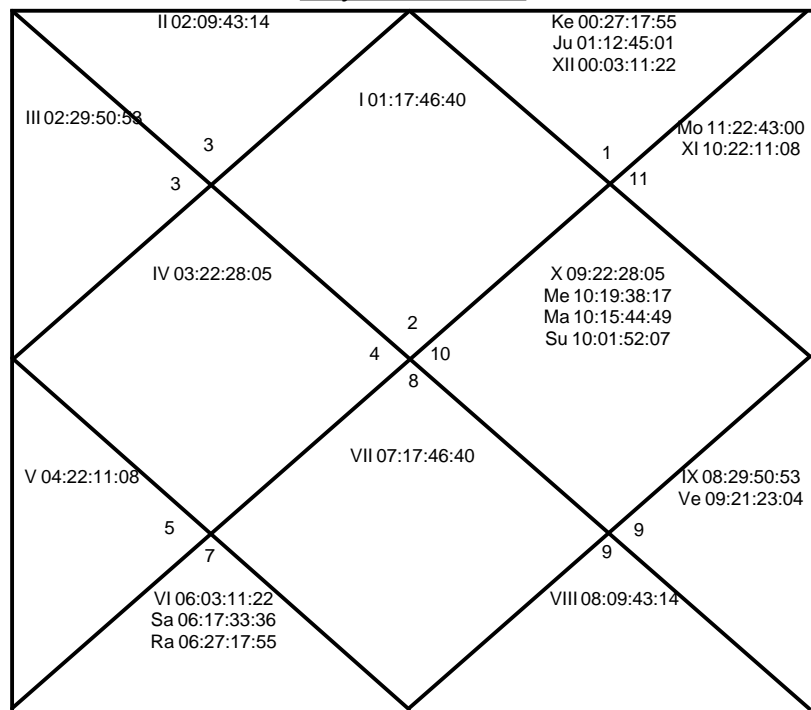 II 02:09:43:14
Ke 00:27:17:55
Ju 01:12:45:01
XII 00:03:11:22
I 01:17:46:40
III 02:29:50:53
Mo 11:22:43:00
XI 10:22:11:08
3
1
3
11
IV 03:22:28:05
X 09:22:28:05
Me 10:19:38:17
Ma 10:15:44:49
Su 10:01:52:07
2
4
10
8
VII 07:17:46:40
V 04:22:11:08
IX 08:29:50:53
Ve 09:21:23:04
5
9
7
9
VI 06:03:11:22
Sa 06:17:33:36
Ra 06:27:17:55
VIII 08:09:43:14